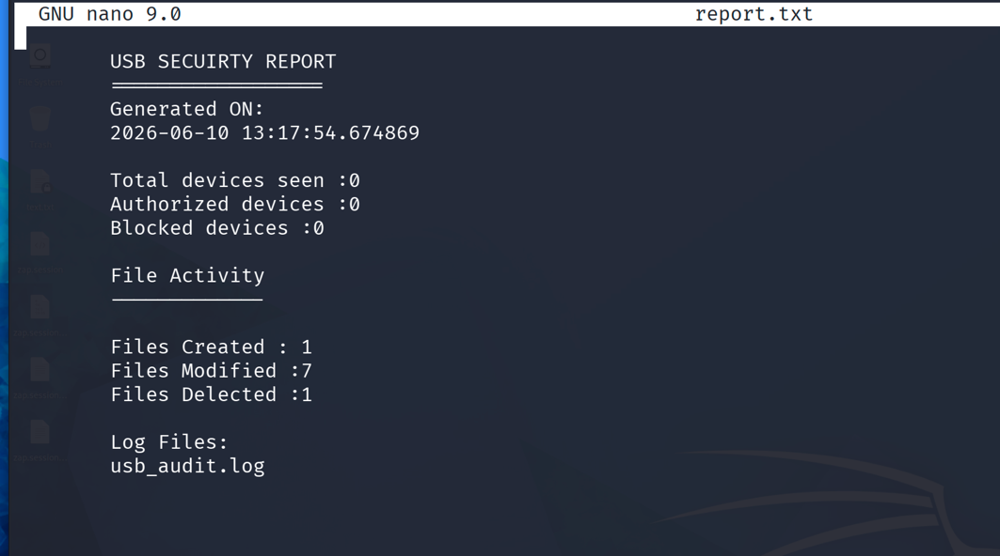 GNU nano 9.0 report.txt
USB SECUIRTY REPORT
====================
Generated ON:
2026-06-10 13:17:54.674869
Total devices seen :0
Authorized devices :0
Blocked devices :0
File Activity
--------------
Files Created : 1
Files Modified :7
Files Delected :1
Log Files:
usb_audit.log